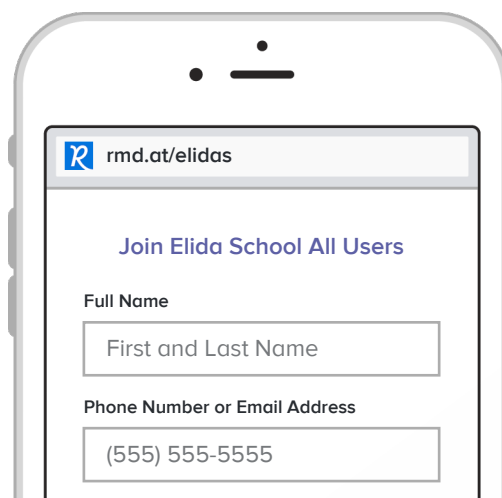 rmd.at/elidas
Join Elida School All Users
Full Name
First and Last Name
Phone Number or Email Address
(555) 555-5555